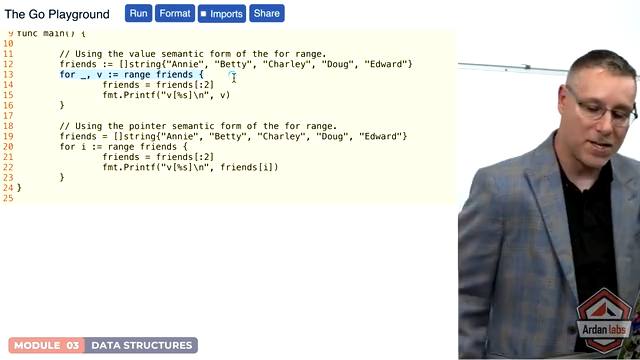 The Go Playground
Run
Format
Imports
Share
9 func main() {
10
11 // Using the value semantic form of the for range.
12 friends := []string{"Annie", "Betty", "Charley", "Doug", "Edward"}
13 for _, v := range friends {
14 friends = friends[:2]
15 fmt.Printf("v[%s]\n", v)
16 }
17
18 // Using the pointer semantic form of the for range.
19 friends = []string{"Annie", "Betty", "Charley", "Doug", "Edward"}
20 for i := range friends {
21 friends = friends[:2]
22 fmt.Printf("v[%s]\n", friends[i])
23 }
24 }
25
MODULE 03 DATA STRUCTURES
Ardan labs